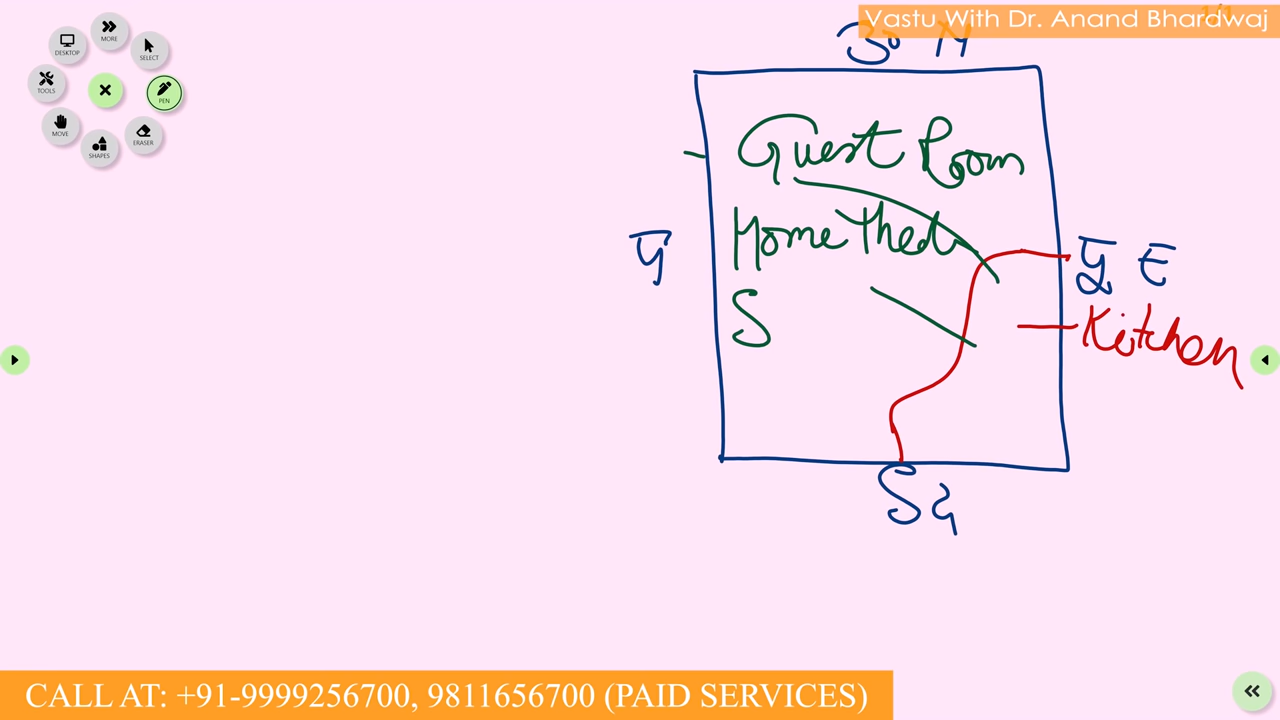 Vastu With Dr. Anand Bhardwaj
DESKTOP
MORE
SELECT
TOOLS
PEN
MOVE
SHAPES
ERASER
उ० N
Guest Room
Home
प
पू E
S
Kitchen
S द
CALL AT: +91-9999256700, 9811656700 (PAID SERVICES)